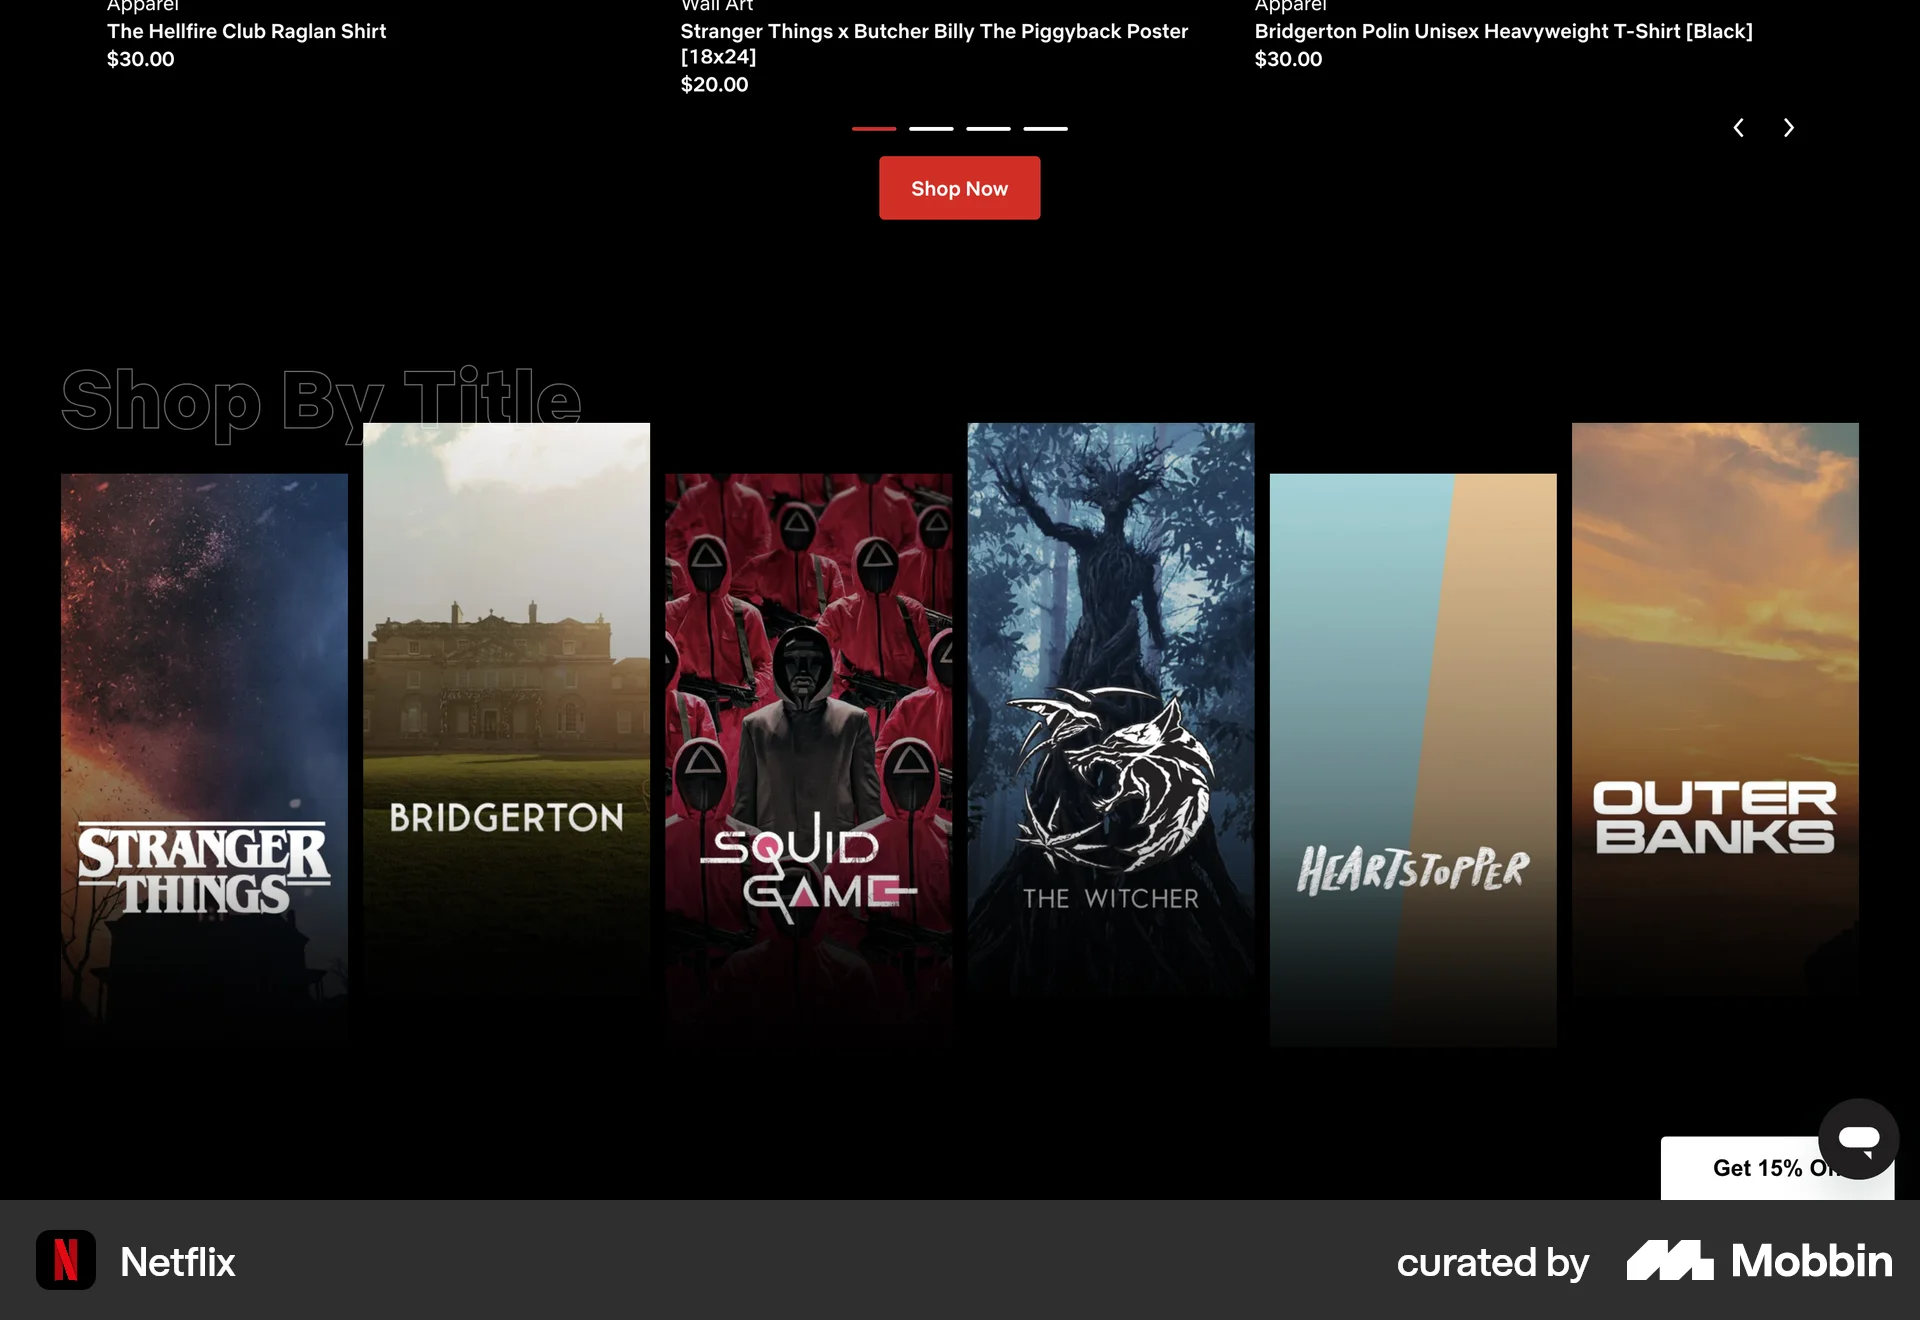 Apparel
The Hellfire Club Raglan Shirt
$30.00
Wall Art
Stranger Things x Butcher Billy The Piggyback Poster
[18x24]
$20.00
Apparel
Bridgerton Polin Unisex Heavyweight T-Shirt [Black]
$30.00
Shop Now
Shop By Title
STRANGER
THINGS
BRIDGERTON
SQUID
GAME
THE WITCHER
HEARTSTOPPER
OUTER
BANKS
Get 15% O
Netflix
curated by Mobbin